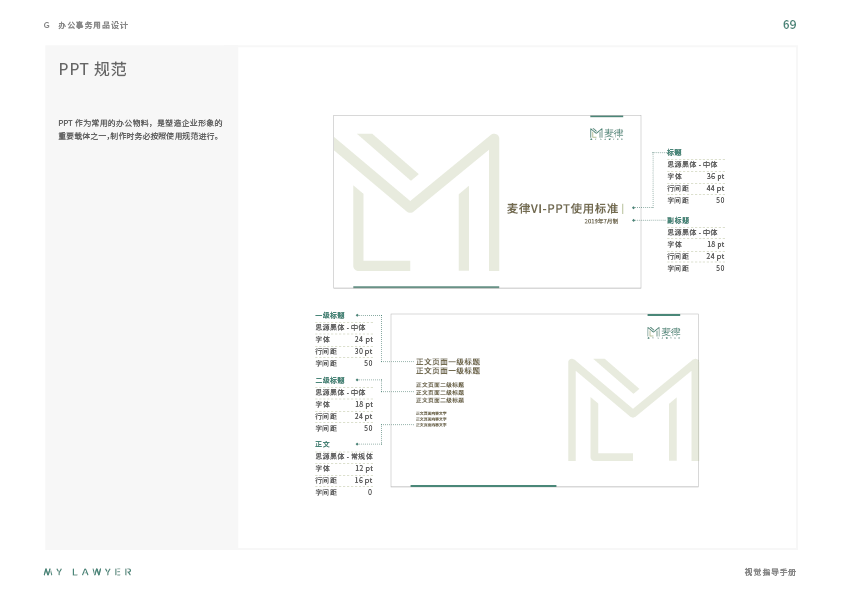 G 办公事务用品设计
69
PPT 规范
PPT 作为常用的办公物料，是塑造企业形象的
重要载体之一,制作时务必按照使用规范进行。
麦律
麦律VI-PPT使用标准
2019年7月制
标题
思源黑体 - 中体
字体 36 pt
行间距 44 pt
字间距 50
副标题
思源黑体 - 中体
字体 18 pt
行间距 24 pt
字间距 50
一级标题
思源黑体 - 中体
字体 24 pt
行间距 30 pt
字间距 50
二级标题
思源黑体 - 中体
字体 18 pt
行间距 24 pt
字间距 50
正文
思源黑体 - 常规体
字体 12 pt
行间距 16 pt
字间距 0
麦律
正文页面一级标题
正文页面一级标题
正文页面二级标题
正文页面二级标题
正文页面二级标题
正文页面内容文字
正文页面内容文字
正文页面内容文字
MY LAWYER
视觉指导手册